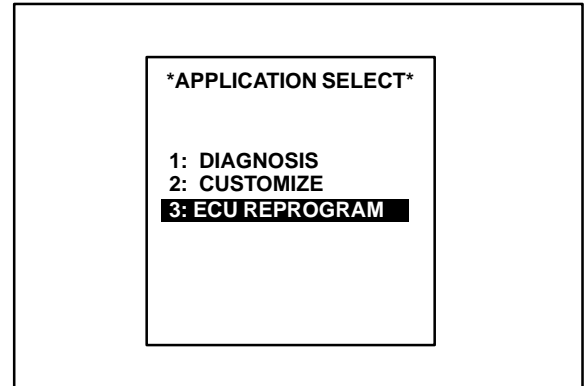 *APPLICATION SELECT*
1: DIAGNOSIS
2: CUSTOMIZE
3: ECU REPROGRAM